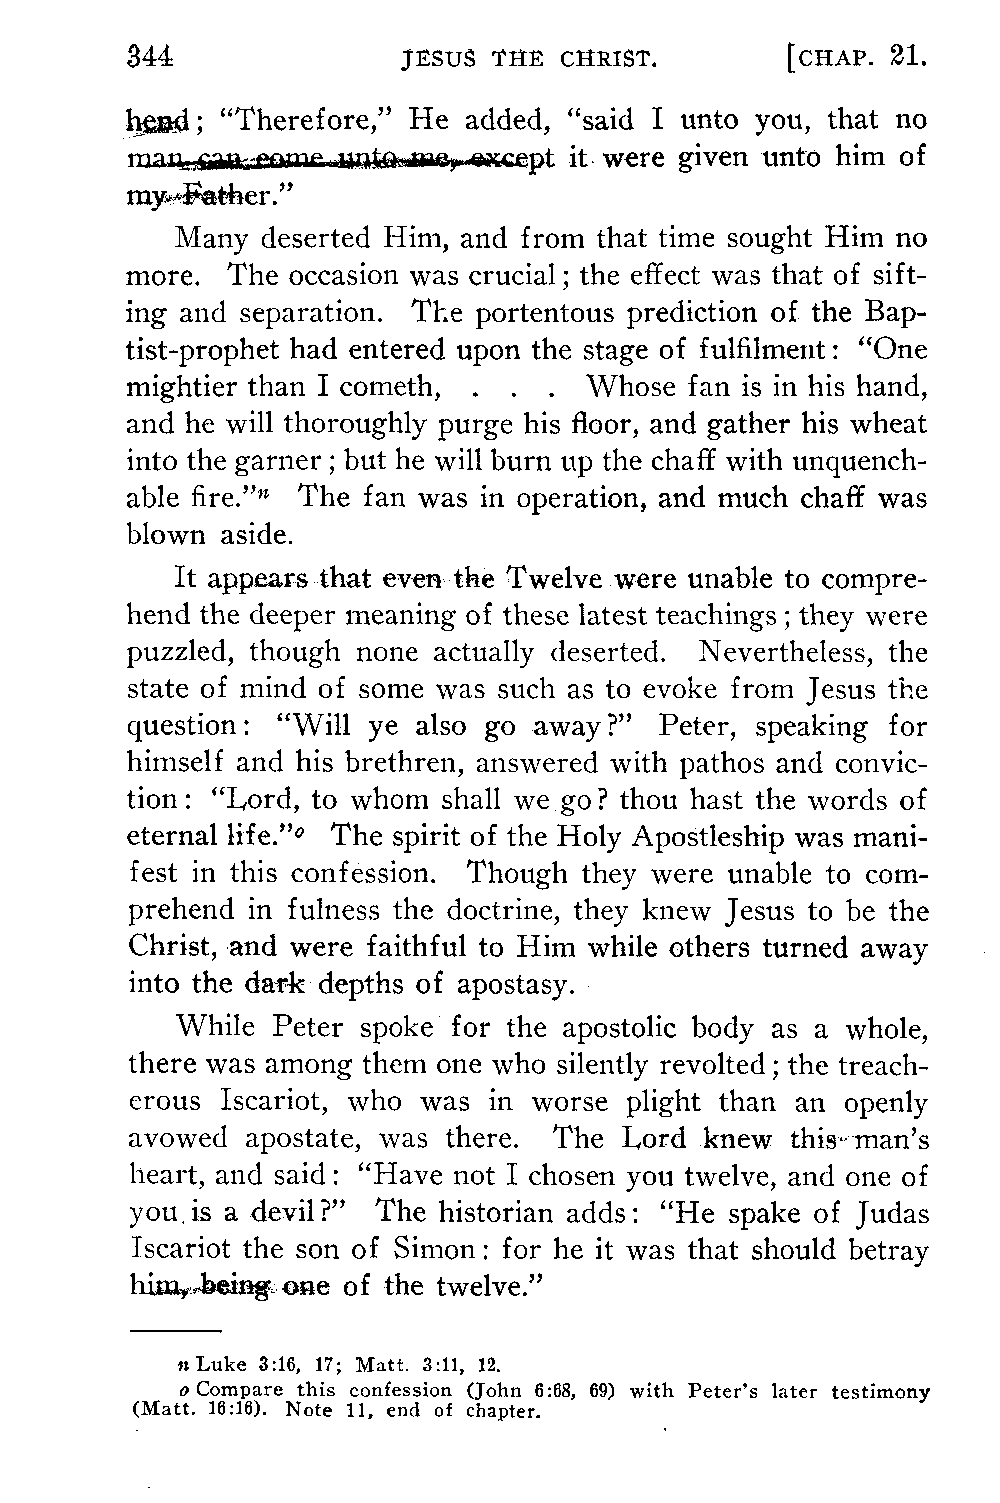 344 JESUS THE CHRIST. [CHAP. 21.
hend; “Therefore,” He added, “said I unto you, that no
man can come unto me, except it were given unto him of
my Father.”
Many deserted Him, and from that time sought Him no
more. The occasion was crucial; the effect was that of sift-
ing and separation. The portentous prediction of the Bap-
tist-prophet had entered upon the stage of fulfilment: “One
mightier than I cometh, . . . Whose fan is in his hand,
and he will thoroughly purge his floor, and gather his wheat
into the garner; but he will burn up the chaff with unquench-
able fire.”n The fan was in operation, and much chaff was
blown aside.
It appears that even the Twelve were unable to compre-
hend the deeper meaning of these latest teachings; they were
puzzled, though none actually deserted. Nevertheless, the
state of mind of some was such as to evoke from Jesus the
question: “Will ye also go away?” Peter, speaking for
himself and his brethren, answered with pathos and convic-
tion: “Lord, to whom shall we go? thou hast the words of
eternal life.”o The spirit of the Holy Apostleship was mani-
fest in this confession. Though they were unable to com-
prehend in fulness the doctrine, they knew Jesus to be the
Christ, and were faithful to Him while others turned away
into the dark depths of apostasy.
While Peter spoke for the apostolic body as a whole,
there was among them one who silently revolted; the treach-
erous Iscariot, who was in worse plight than an openly
avowed apostate, was there. The Lord knew this man’s
heart, and said: “Have not I chosen you twelve, and one of
you is a devil?” The historian adds: “He spake of Judas
Iscariot the son of Simon: for he it was that should betray
him, being one of the twelve.”
n Luke 3:16, 17; Matt. 3:11, 12.
o Compare this confession (John 6:68, 69) with Peter’s later testimony
(Matt. 16:16). Note 11, end of chapter.